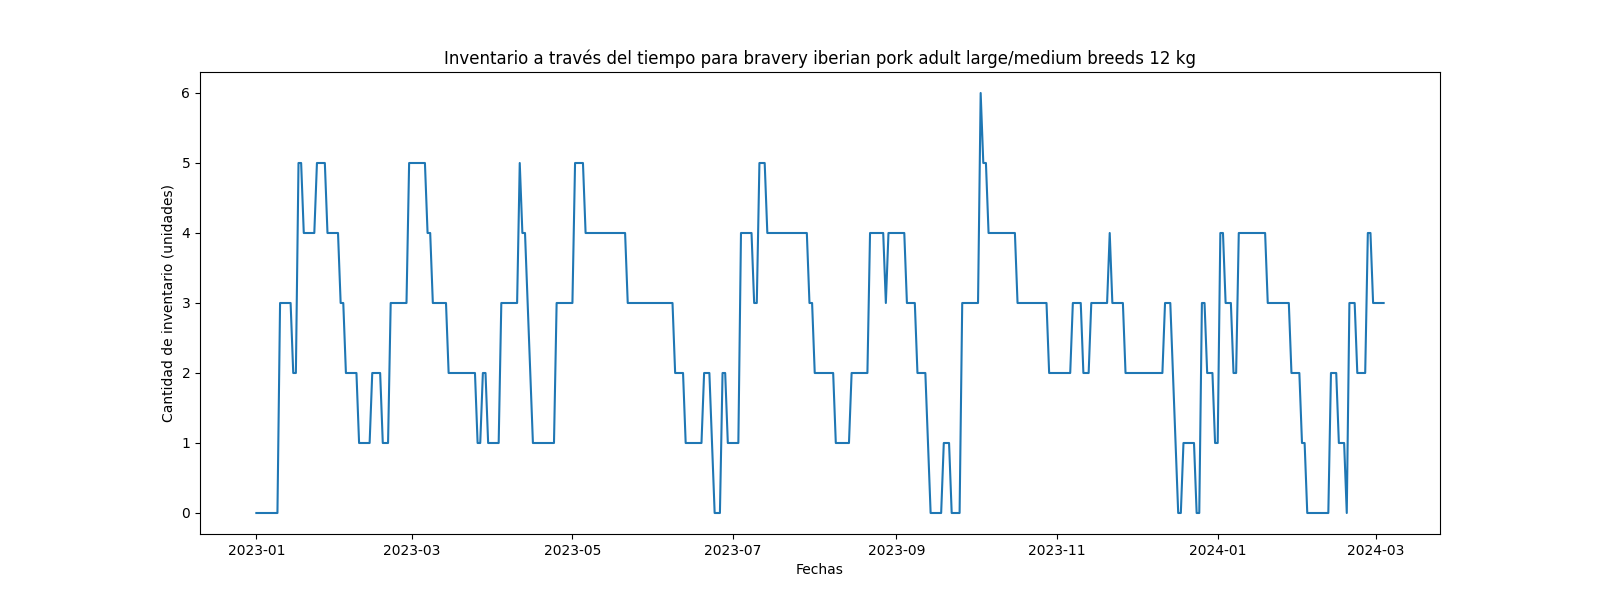 Inventario a través del tiempo para bravery iberian pork adult large/medium breeds 12 kg
Cantidad de inventario (unidades)
6
5
4
3
2
1
0
2023-01 2023-03 2023-05 2023-07 2023-09 2023-11 2024-01 2024-03
Fechas